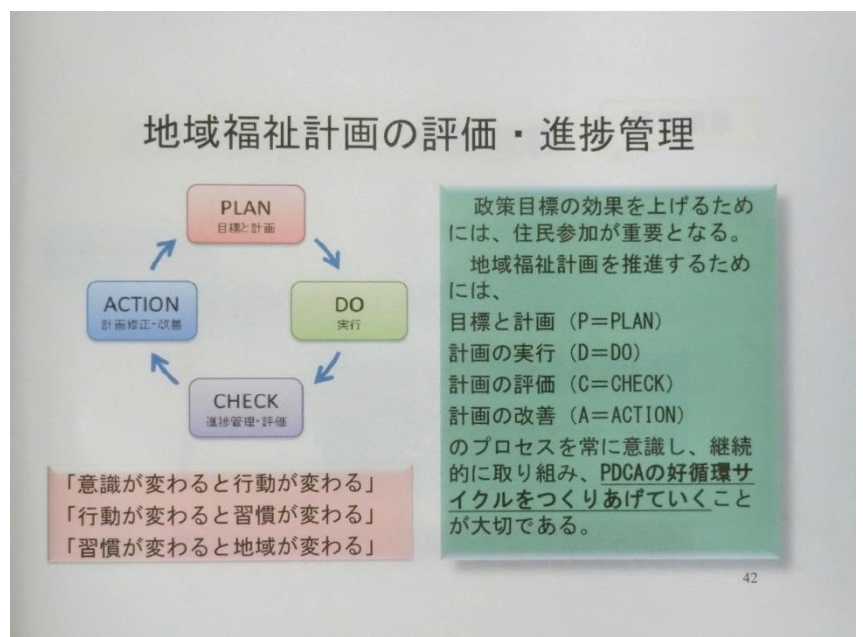 地域福祉計画の評価・進捗管理
PLAN
目標と計画
DO
実行
CHECK
進捗管理・評価
ACTION
計画修正・改善
「意識が変わると行動が変わる」
「行動が変わると習慣が変わる」
「習慣が変わると地域が変わる」
政策目標の効果を上げるため
には、住民参加が重要となる。
地域福祉計画を推進するため
には、
目標と計画（P＝PLAN）
計画の実行（D＝DO）
計画の評価（C＝CHECK）
計画の改善（A＝ACTION）
のプロセスを常に意識し、継続
的に取り組み、PDCAの好循環サ
イクルをつくりあげていくこと
が大切である。
42